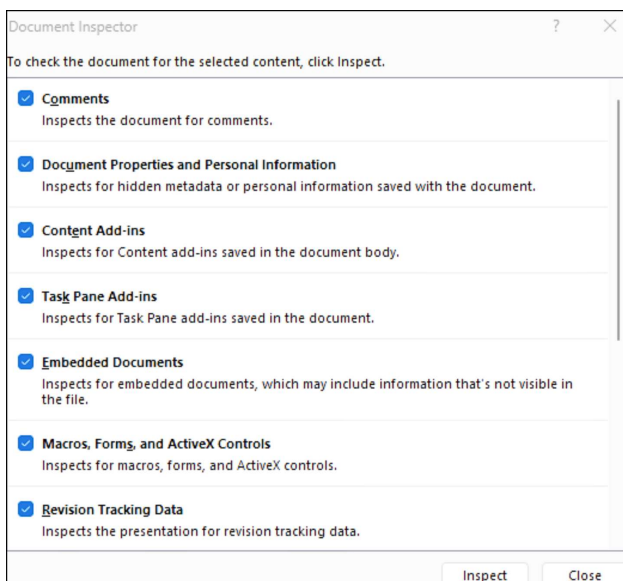 Document Inspector ?
To check the document for the selected content, click Inspect.
Comments
Inspects the document for comments.
Document Properties and Personal Information
Inspects for hidden metadata or personal information saved with the document.
Content Add-ins
Inspects for Content add-ins saved in the document body.
Task Pane Add-ins
Inspects for Task Pane add-ins saved in the document.
Embedded Documents
Inspects for embedded documents, which may include information that's not visible in
the file.
Macros, Forms, and ActiveX Controls
Inspects for macros, forms, and ActiveX controls.
Revision Tracking Data
Inspects the presentation for revision tracking data.
Inspect Close